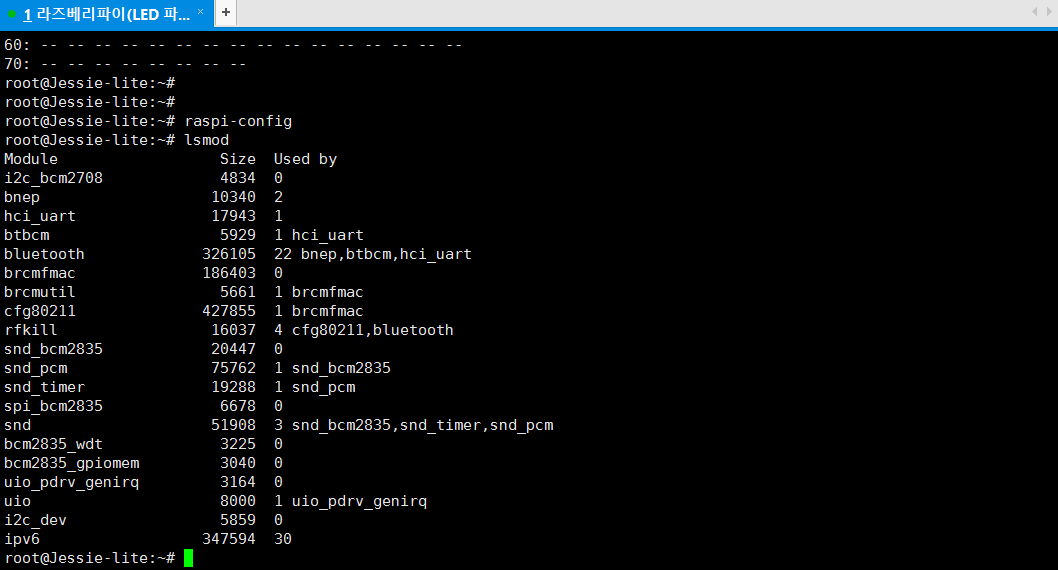 1 라즈베리파이(LED 파... × +
60: -- -- -- -- -- -- -- -- -- -- -- -- -- -- -- --
70: -- -- -- -- -- -- -- --
root@Jessie-lite:~#
root@Jessie-lite:~#
root@Jessie-lite:~# raspi-config
root@Jessie-lite:~# lsmod
Module                  Size  Used by
i2c_bcm2708             4834  0
bnep                   10340  2
hci_uart               17943  1
btbcm                   5929  1 hci_uart
bluetooth             326105  22 bnep,btbcm,hci_uart
brcmfmac              186403  0
brcmutil                5661  1 brcmfmac
cfg80211              427855  1 brcmfmac
rfkill                 16037  4 cfg80211,bluetooth
snd_bcm2835            20447  0
snd_pcm                75762  1 snd_bcm2835
snd_timer              19288  1 snd_pcm
spi_bcm2835             6678  0
snd                    51908  3 snd_bcm2835,snd_timer,snd_pcm
bcm2835_wdt             3225  0
bcm2835_gpiomem         3040  0
uio_pdrv_genirq         3164  0
uio                     8000  1 uio_pdrv_genirq
i2c_dev                 5859  0
ipv6                  347594  30
root@Jessie-lite:~#